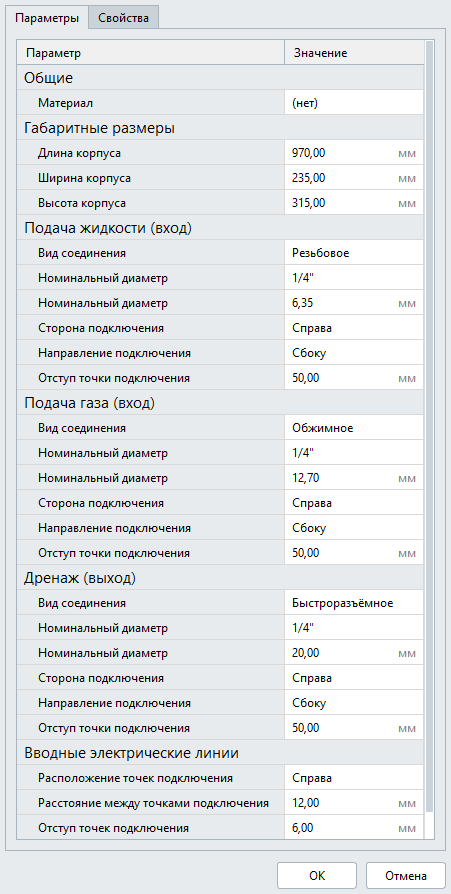 Параметры Свойства
Параметр Значение
Общие
Материал (нет)
Габаритные размеры
Длина корпуса 970,00 мм
Ширина корпуса 235,00 мм
Высота корпуса 315,00 мм
Подача жидкости (вход)
Вид соединения Резьбовое
Номинальный диаметр 1/4"
Номинальный диаметр 6,35 мм
Сторона подключения Справа
Направление подключения Сбоку
Отступ точки подключения 50,00 мм
Подача газа (вход)
Вид соединения Обжимное
Номинальный диаметр 1/4"
Номинальный диаметр 12,70 мм
Сторона подключения Справа
Направление подключения Сбоку
Отступ точки подключения 50,00 мм
Дренаж (выход)
Вид соединения Быстроразъёмное
Номинальный диаметр 1/4"
Номинальный диаметр 20,00 мм
Сторона подключения Справа
Направление подключения Сбоку
Отступ точки подключения 50,00 мм
Вводные электрические линии
Расположение точек подключения Справа
Расстояние между точками подключения 12,00 мм
Отступ точек подключения 6,00 мм
ОК Отмена